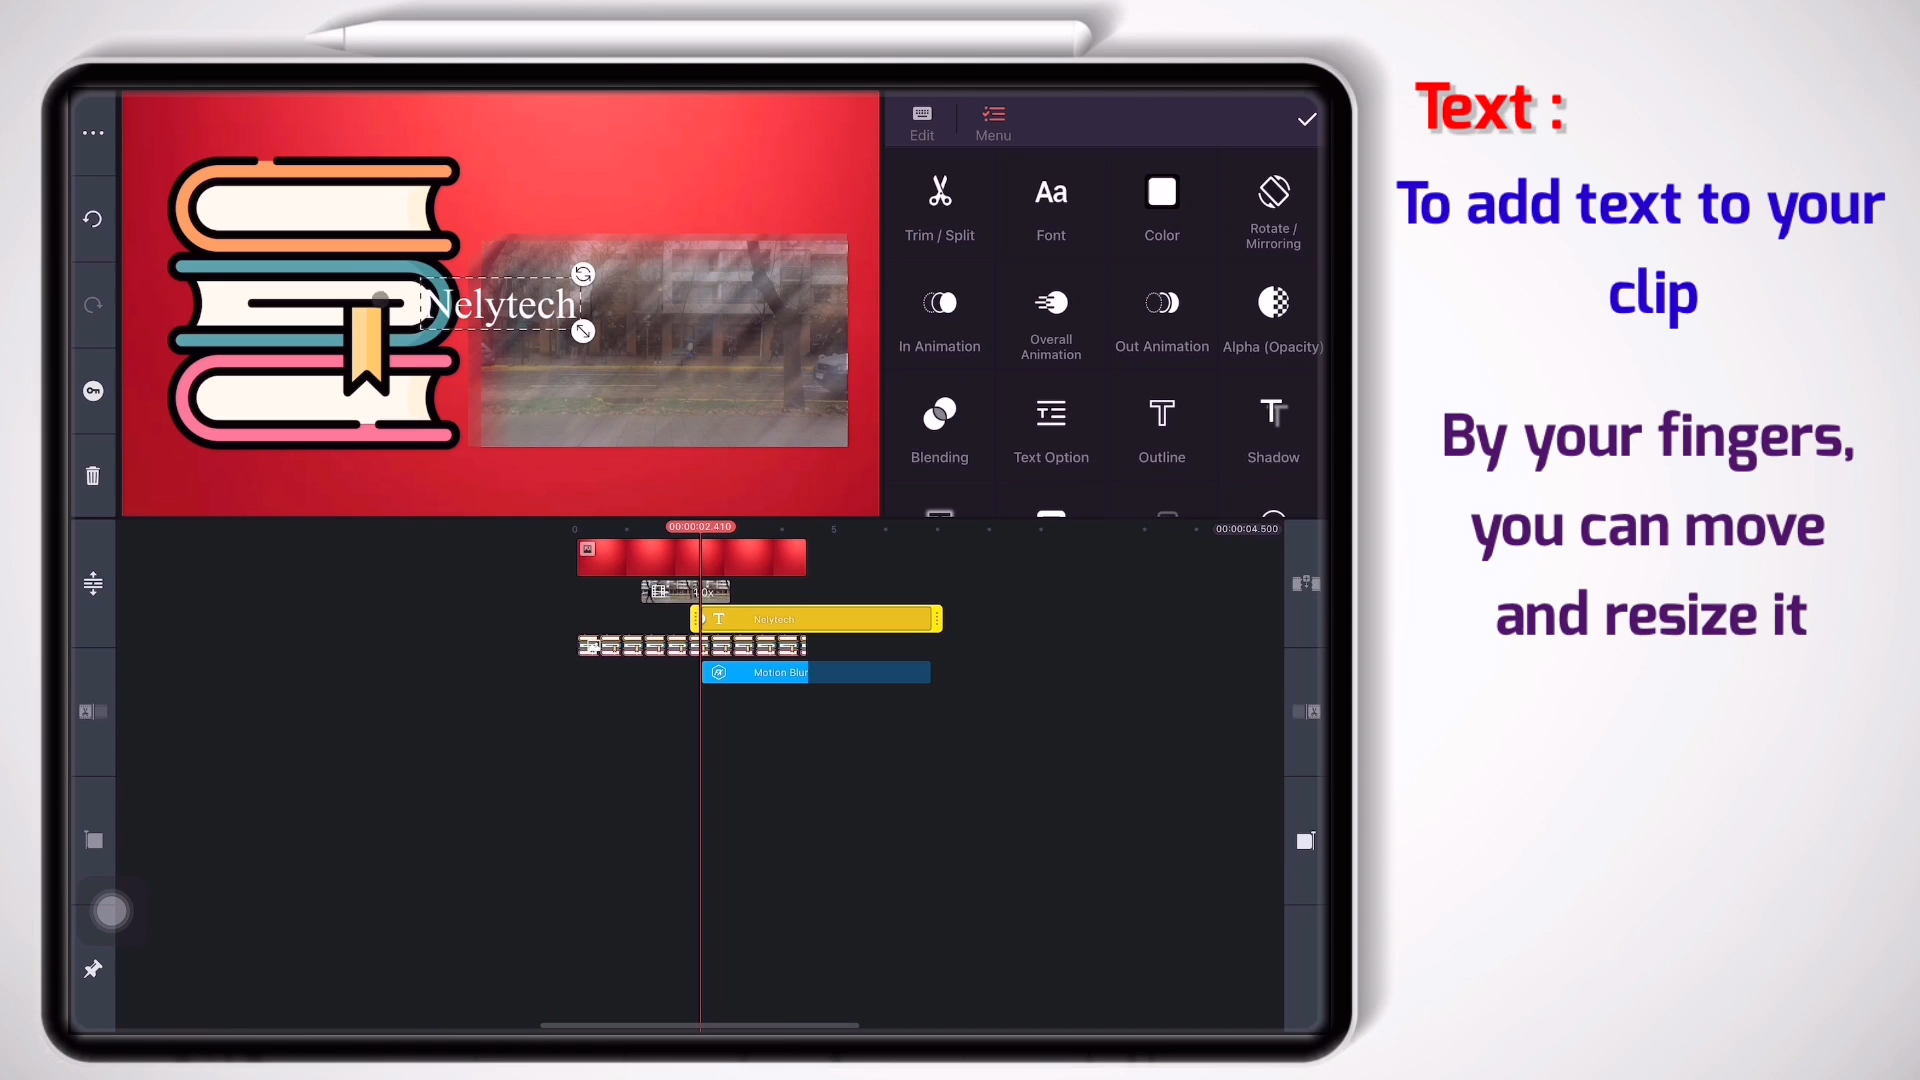 Text :
To add text to your
clip
By your fingers,
you can move
and resize it
Edit
Menu
Trim / Split
Font
Color
Rotate /
Mirroring
In Animation
Overall
Animation
Out Animation
Alpha (Opacity)
Blending
Text Option
Outline
Shadow
Nelytech
0
00:00:02.410
5
00:00:04.500
Nelytech
Motion Blur